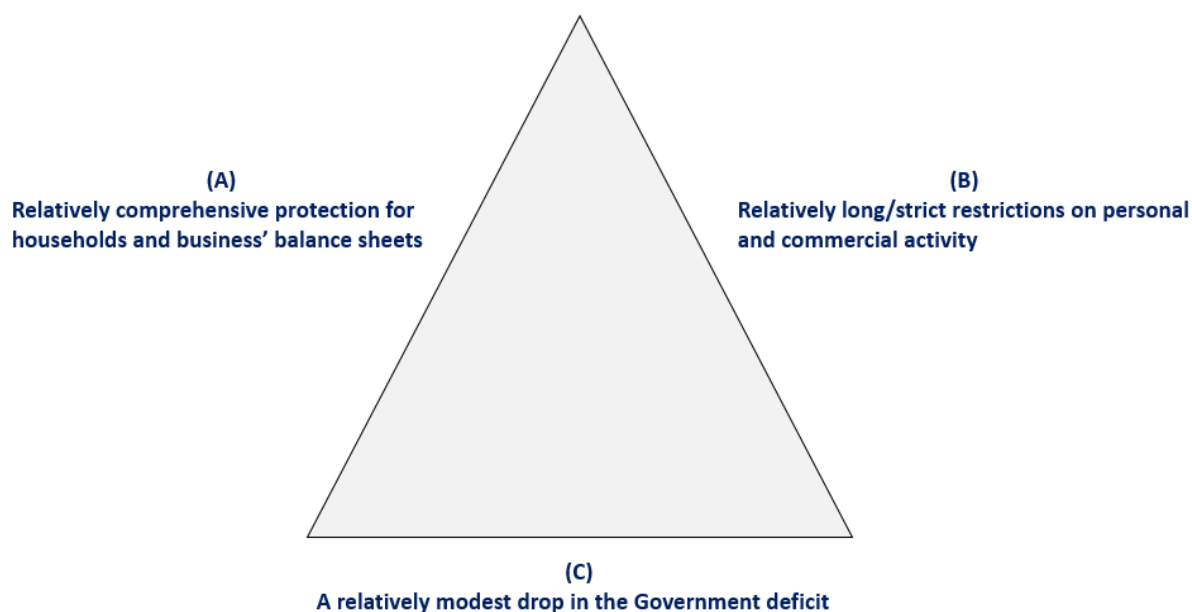 (A)
Relatively comprehensive protection for
households and business’ balance sheets
(B)
Relatively long/strict restrictions on personal
and commercial activity
(C)
A relatively modest drop in the Government deficit